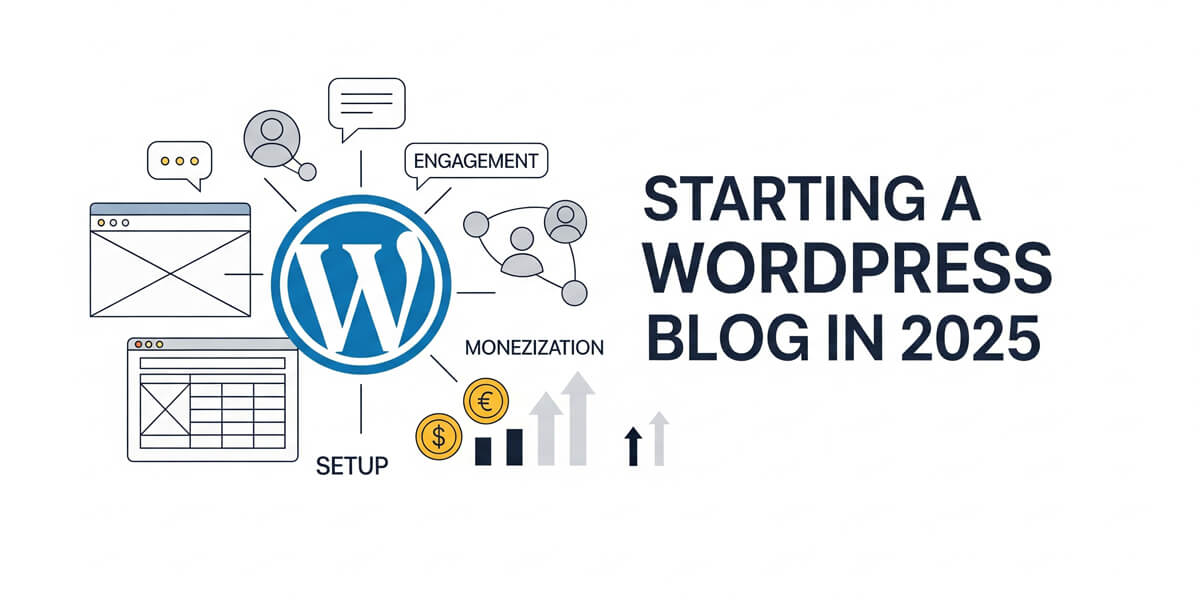 ENGAGEMENT
MONEZIZATION
$ €
SETUP
STARTING A
WORDPRESS
BLOG IN 2025